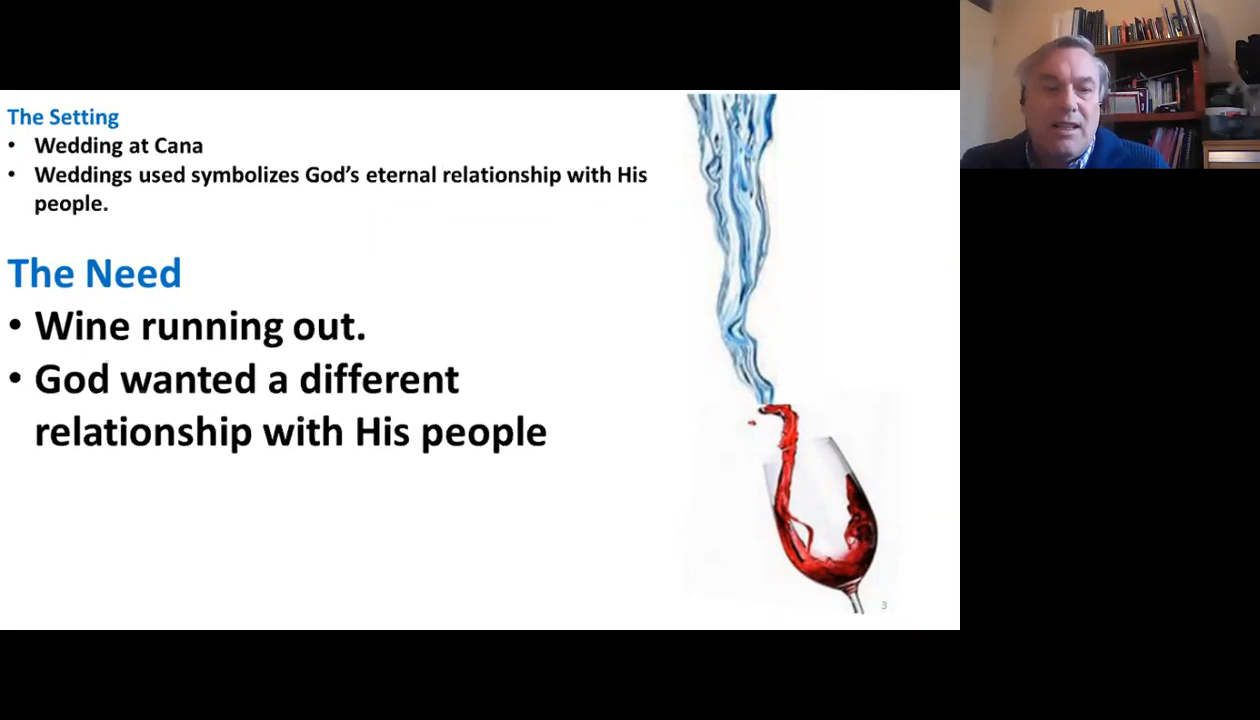 The Setting
• Wedding at Cana
• Weddings used symbolizes God's eternal relationship with His
people.
The Need
• Wine running out.
• God wanted a different
relationship with His people
3